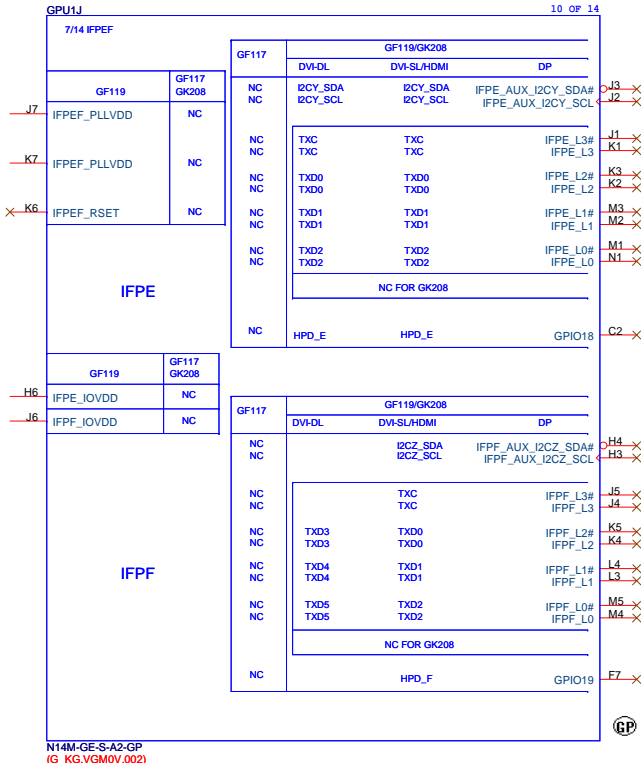 GPU1J 10 OF 14
7/14 IFPEF
GF117 GF119/GK208
DVI-DL DVI-SL/HDMI DP
GF119 GF117 GK208
NC I2CY_SDA I2CY_SDA IFPE_AUX_I2CY_SDA# J3
NC I2CY_SCL I2CY_SCL IFPE_AUX_I2CY_SCL J2
J7 IFPEF_PLLVDD NC
NC TXC TXC IFPE_L3# J1
NC TXC TXC IFPE_L3 K1
K7 IFPEF_PLLVDD NC
NC TXD0 TXD0 IFPE_L2# K3
NC TXD0 TXD0 IFPE_L2 K2
K6 IFPEF_RSET NC
NC TXD1 TXD1 IFPE_L1# M3
NC TXD1 TXD1 IFPE_L1 M2
NC TXD2 TXD2 IFPE_L0# M1
NC TXD2 TXD2 IFPE_L0 N1
IFPE
NC FOR GK208
NC HPD_E HPD_E GPIO18 C2
GF119 GF117 GK208
H6 IFPE_IOVDD NC
J6 IFPF_IOVDD NC
GF117 GF119/GK208
DVI-DL DVI-SL/HDMI DP
NC I2CZ_SDA IFPF_AUX_I2CZ_SDA# H4
NC I2CZ_SCL IFPF_AUX_I2CZ_SCL H3
NC TXC IFPF_L3# J5
NC TXC IFPF_L3 J4
NC TXD3 TXD0 IFPF_L2# K5
NC TXD3 TXD0 IFPF_L2 K4
NC TXD4 TXD1 IFPF_L1# L4
NC TXD4 TXD1 IFPF_L1 L3
IFPF
NC TXD5 TXD2 IFPF_L0# M5
NC TXD5 TXD2 IFPF_L0 M4
NC FOR GK208
NC HPD_F GPIO19 F7
GP
N14M-GE-S-A2-GP
(G_KG.VGM0V.002)